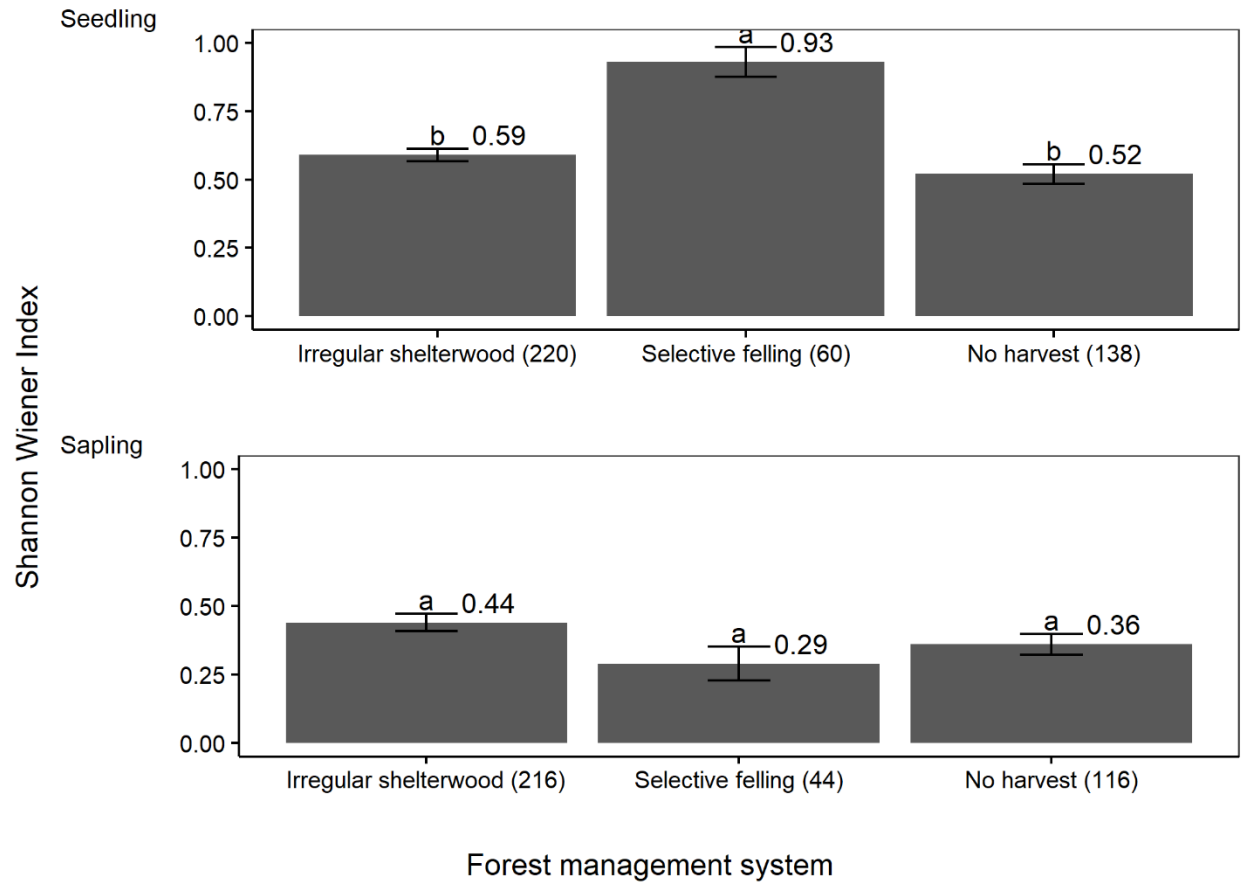 Seedling
1.00
0.75
0.50
0.25
0.00
b 0.59
a 0.93
b 0.52
Irregular shelterwood (220)
Selective felling (60)
No harvest (138)
Shannon Wiener Index
Sapling
1.00
0.75
0.50
0.25
0.00
a 0.44
a 0.29
a 0.36
Irregular shelterwood (216)
Selective felling (44)
No harvest (116)
Forest management system